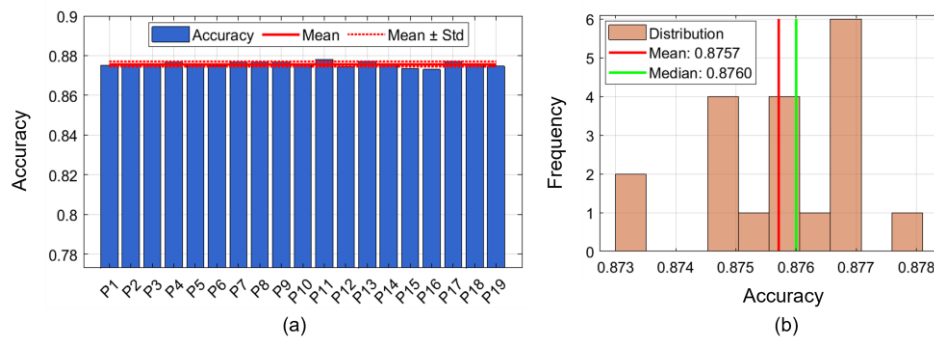 Accuracy Mean Mean ± Std
0.9
0.88
0.86
0.84
0.82
0.8
0.78
Accuracy
P1 P2 P3 P4 P5 P6 P7 P8 P9 P10 P11 P12 P13 P14 P15 P16 P17 P18 P19
(a)
Distribution
Mean: 0.8757
Median: 0.8760
6
5
4
3
2
1
0
Frequency
0.873 0.874 0.875 0.876 0.877 0.878
Accuracy
(b)